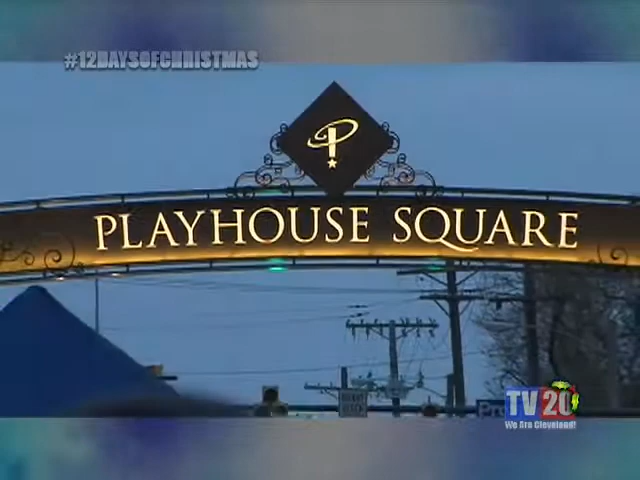 #12DAYSOFCHRISTMAS
PLAYHOUSE SQUARE
TV20
We Are Cleveland!